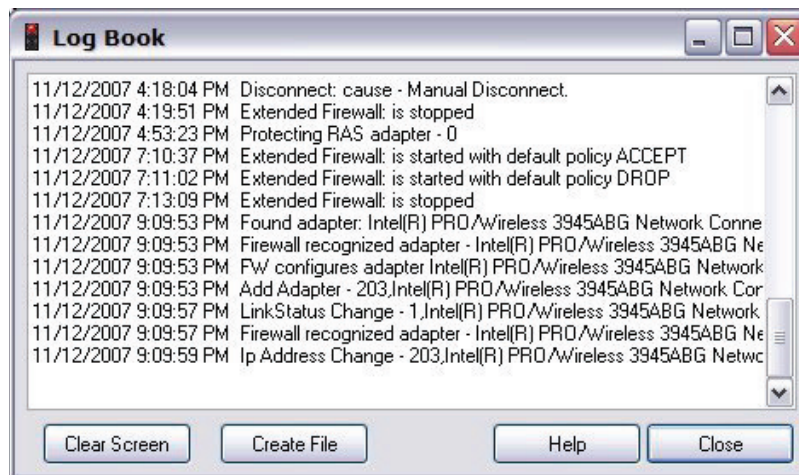 Log Book
11/12/2007 4:18:04 PM Disconnect: cause - Manual Disconnect.
11/12/2007 4:19:51 PM Extended Firewall: is stopped
11/12/2007 4:53:23 PM Protecting RAS adapter - 0
11/12/2007 7:10:37 PM Extended Firewall: is started with default policy ACCEPT
11/12/2007 7:11:02 PM Extended Firewall: is started with default policy DROP
11/12/2007 7:13:09 PM Extended Firewall: is stopped
11/12/2007 9:09:53 PM Found adapter: Intel(R) PRO/Wireless 3945ABG Network Conne
11/12/2007 9:09:53 PM Firewall recognized adapter - Intel(R) PRO/Wireless 3945ABG Ne
11/12/2007 9:09:53 PM FW configures adapter Intel(R) PRO/Wireless 3945ABG Network
11/12/2007 9:09:53 PM Add Adapter - 203,Intel(R) PRO/Wireless 3945ABG Network Cor
11/12/2007 9:09:57 PM LinkStatus Change - 1,Intel(R) PRO/Wireless 3945ABG Network
11/12/2007 9:09:57 PM Firewall recognized adapter - Intel(R) PRO/Wireless 3945ABG Ne
11/12/2007 9:09:59 PM Ip Address Change - 203,Intel(R) PRO/Wireless 3945ABG Netwc
Clear Screen Create File Help Close